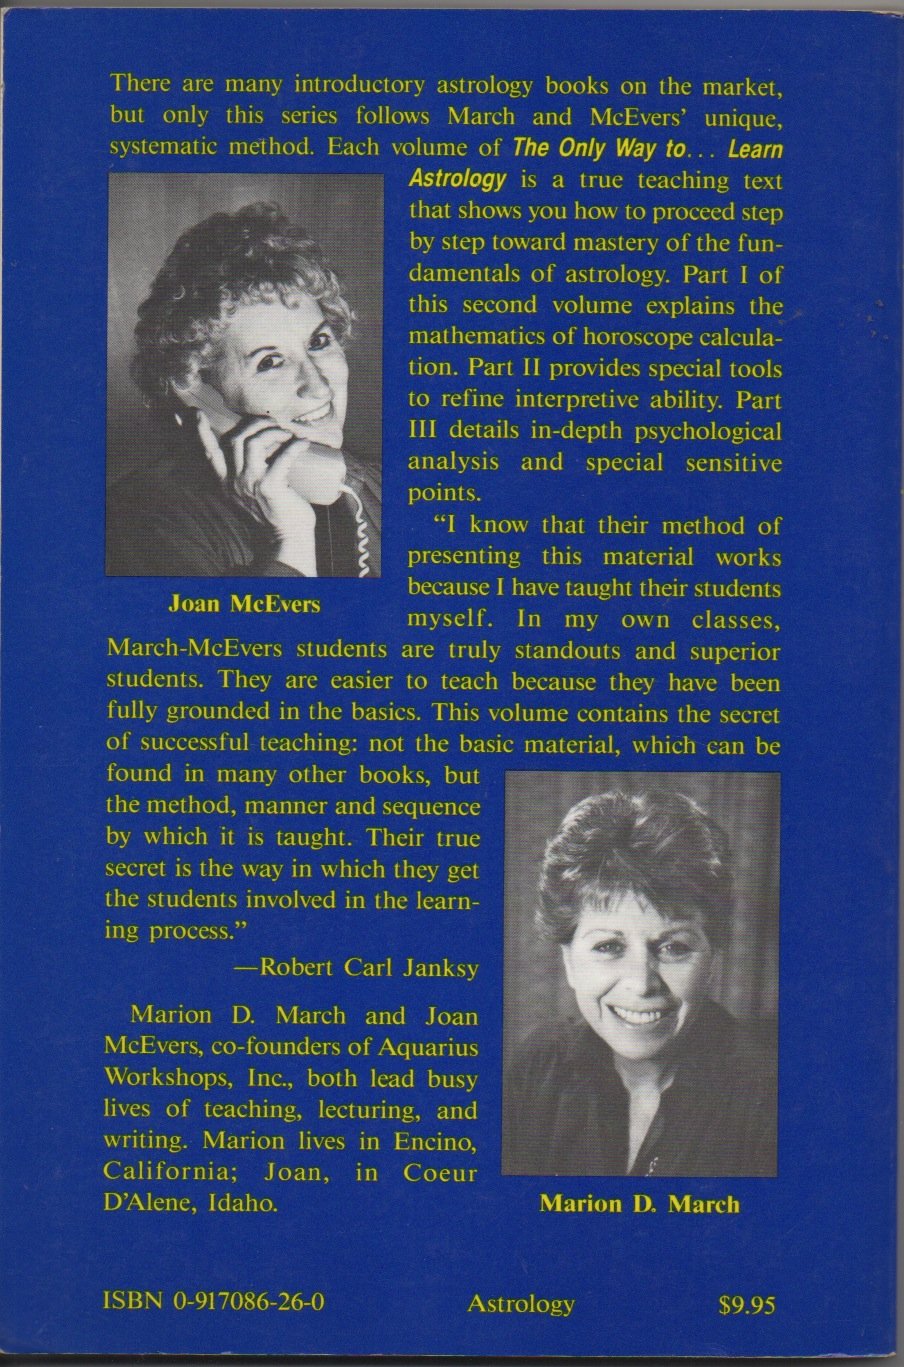 There are many introductory astrology books on the market,
but only this series follows March and McEvers' unique,
systematic method. Each volume of The Only Way to... Learn
Astrology is a true teaching text
that shows you how to proceed step
by step toward mastery of the fun-
damentals of astrology. Part I of
this second volume explains the
mathematics of horoscope calcula-
tion. Part II provides special tools
to refine interpretive ability. Part
III details in-depth psychological
analysis and special sensitive
points.
"I know that their method of
presenting this material works
because I have taught their students
myself. In my own classes,
Joan McEvers
March-McEvers students are truly standouts and superior
students. They are easier to teach because they have been
fully grounded in the basics. This volume contains the secret
of successful teaching: not the basic material, which can be
found in many other books, but
the method, manner and sequence
by which it is taught. Their true
secret is the way in which they get
the students involved in the learn-
ing process."
—Robert Carl Janksy
Marion D. March and Joan
McEvers, co-founders of Aquarius
Workshops, Inc., both lead busy
lives of teaching, lecturing, and
writing. Marion lives in Encino,
California; Joan, in Coeur
D'Alene, Idaho.
Marion D. March
ISBN 0-917086-26-0 Astrology $9.95